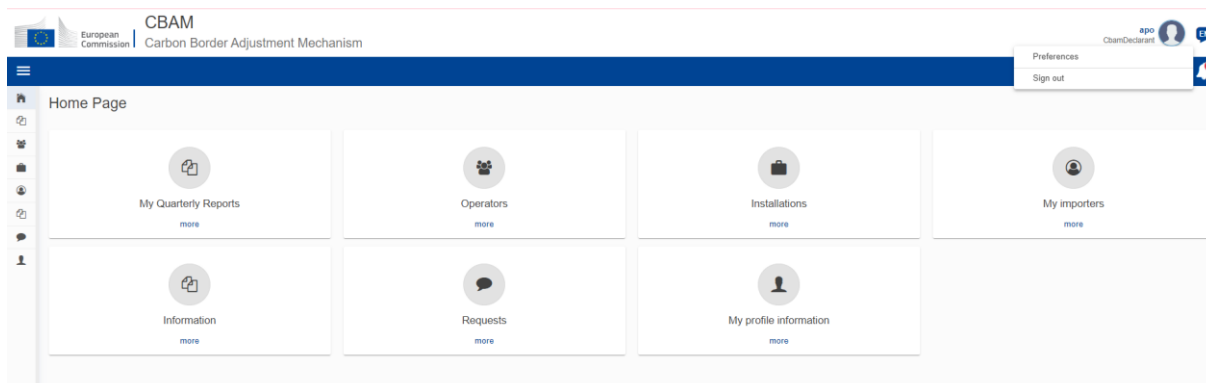 European
Commission
CBAM
Carbon Border Adjustment Mechanism
apo
CbamDeclarant
Preferences
Sign out
Home Page
My Quarterly Reports
more
Operators
more
Installations
more
My importers
more
Information
more
Requests
more
My profile information
more